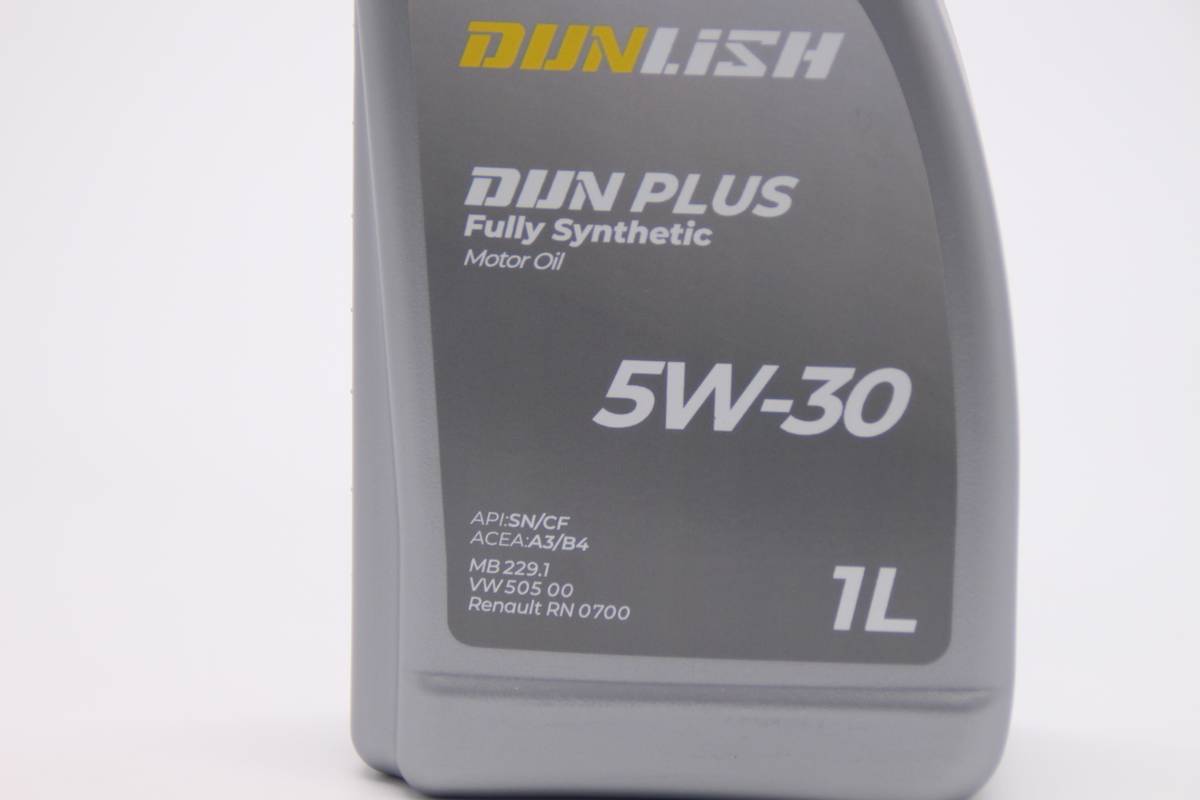 DUNLiSH
DUN PLUS
Fully Synthetic
Motor Oil
5W-30
API:SN/CF
ACEA:A3/B4
MB 229.1
VW 505 00
Renault RN 0700
1L